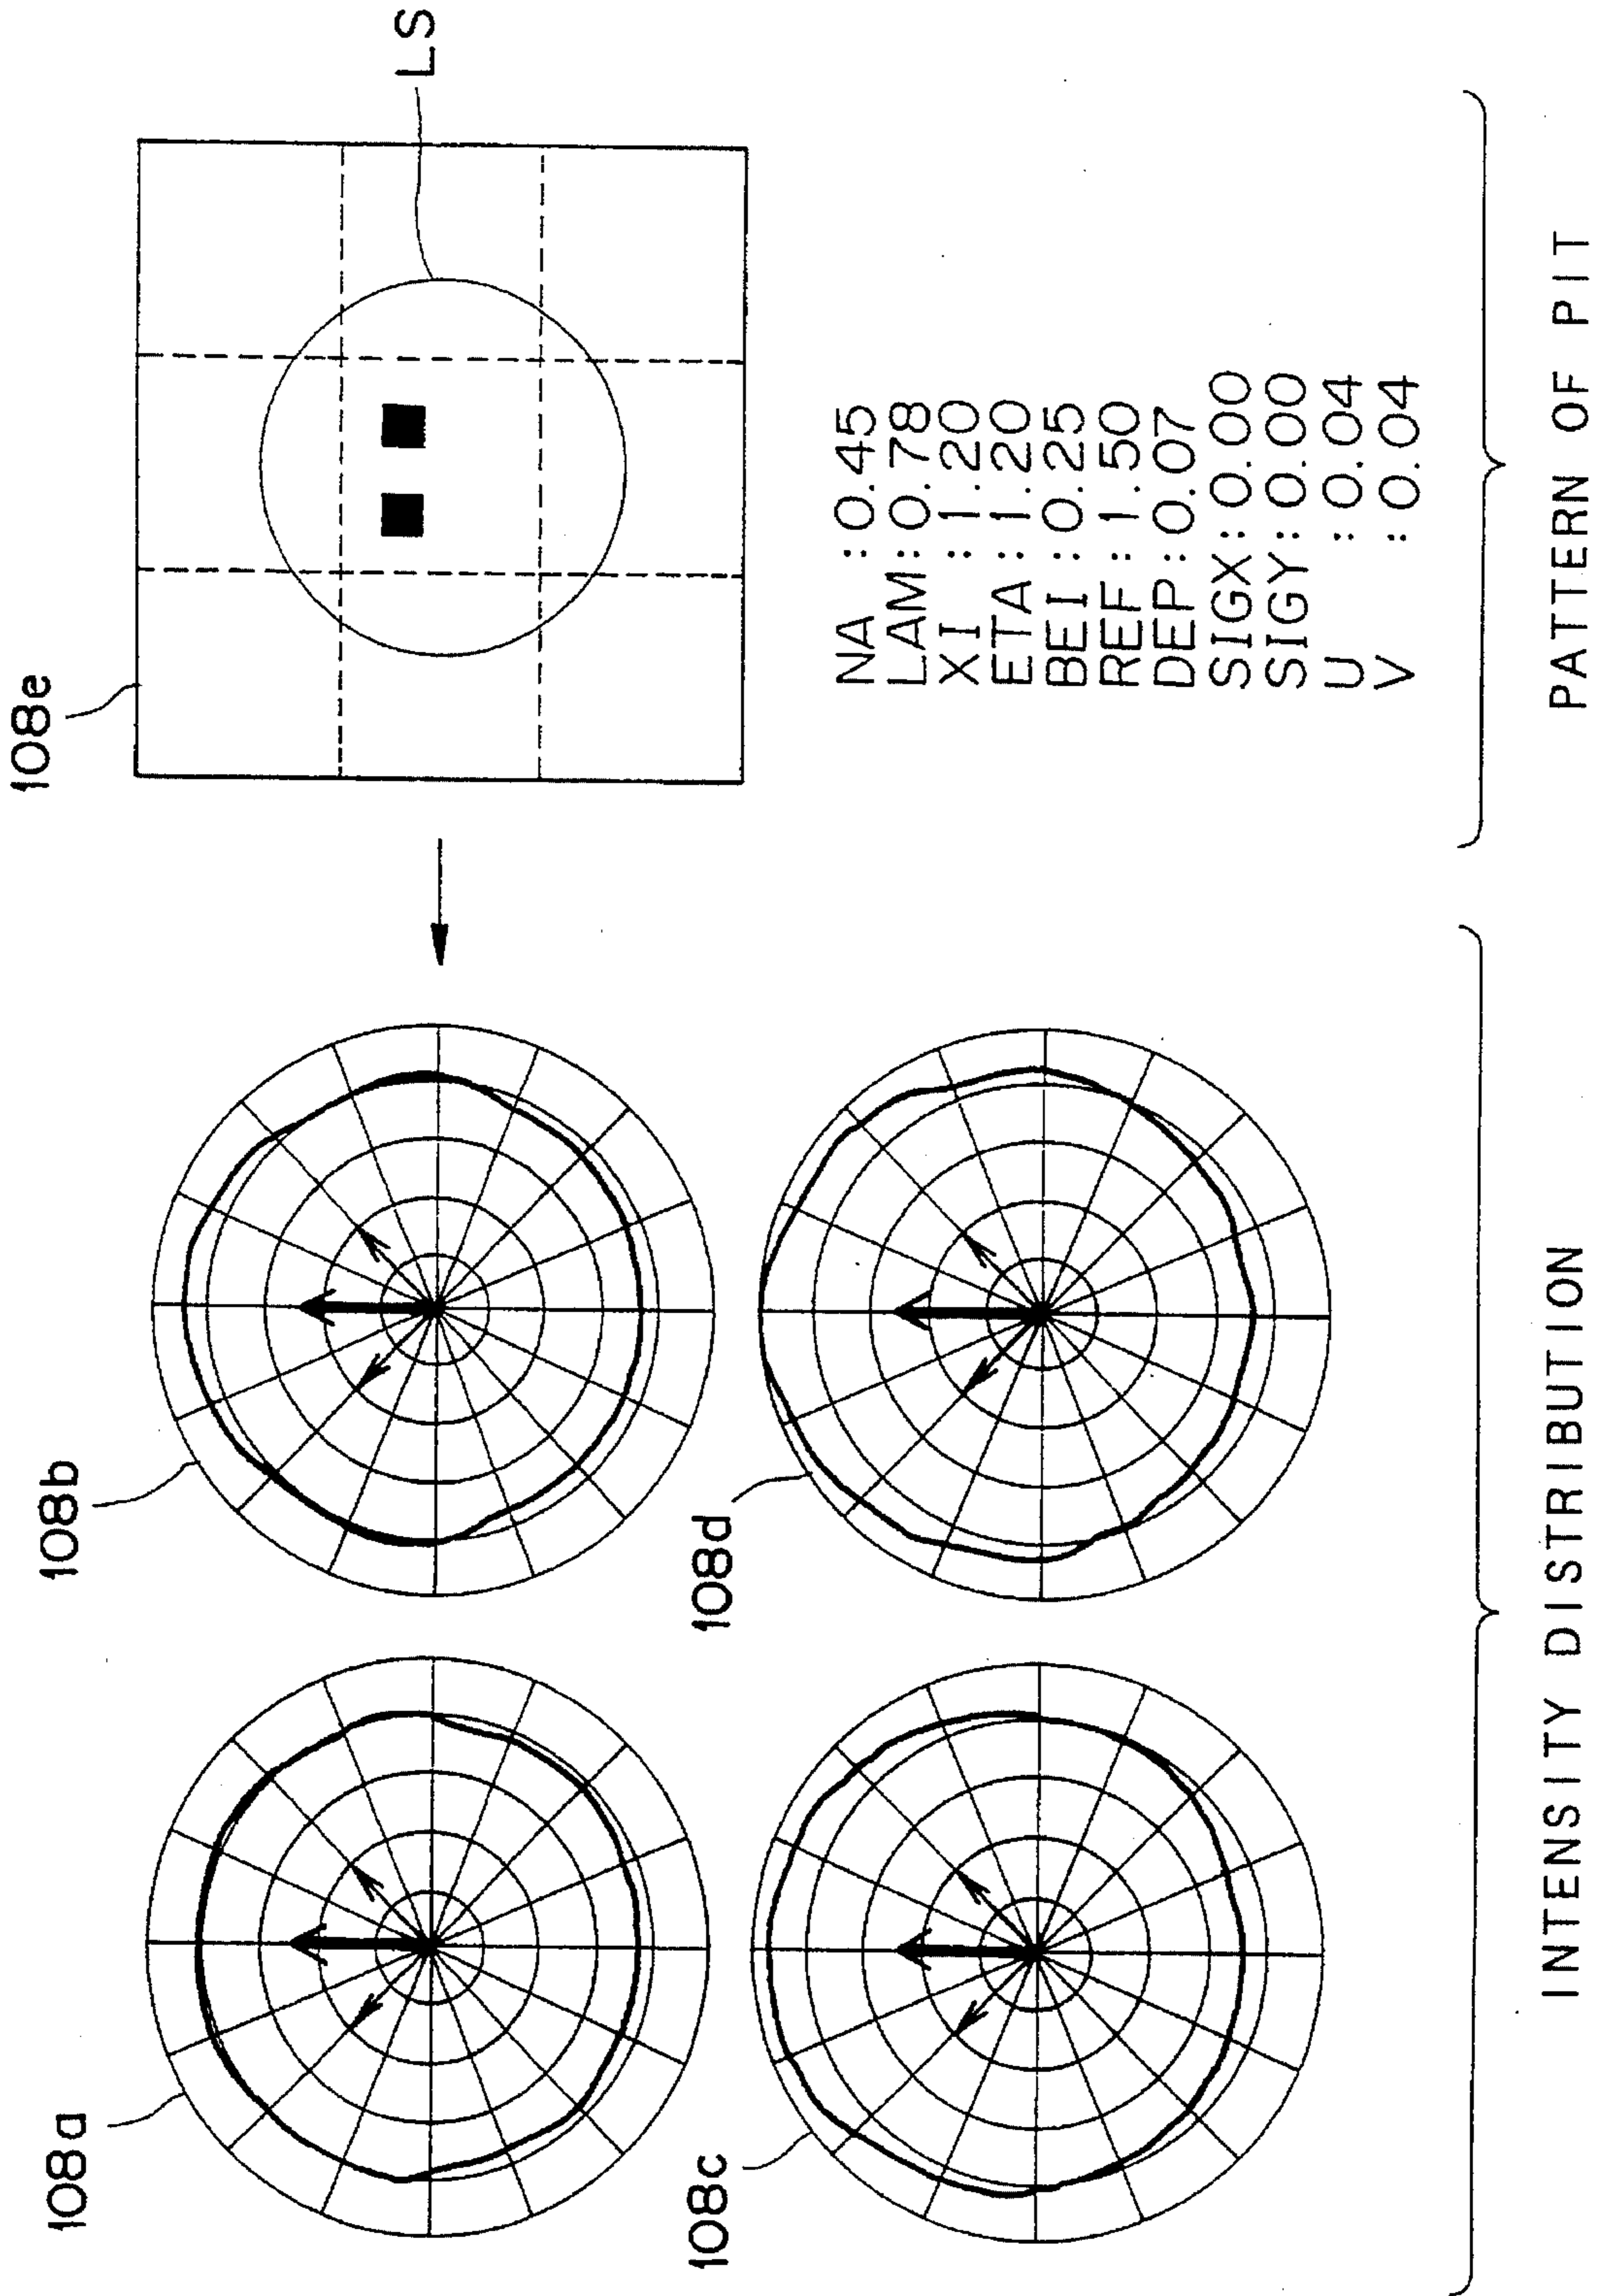 108a
108b
108c
108d
INTENSITY DISTRIBUTION
108e
LS
NA :0.45
LAM:0.78
XI :1.20
ETA :1.20
BEI :0.25
REF :1.50
DEP :0.07
SIGX:0.00
SIGY:0.00
U :0.04
V :0.04
PATTERN OF PIT